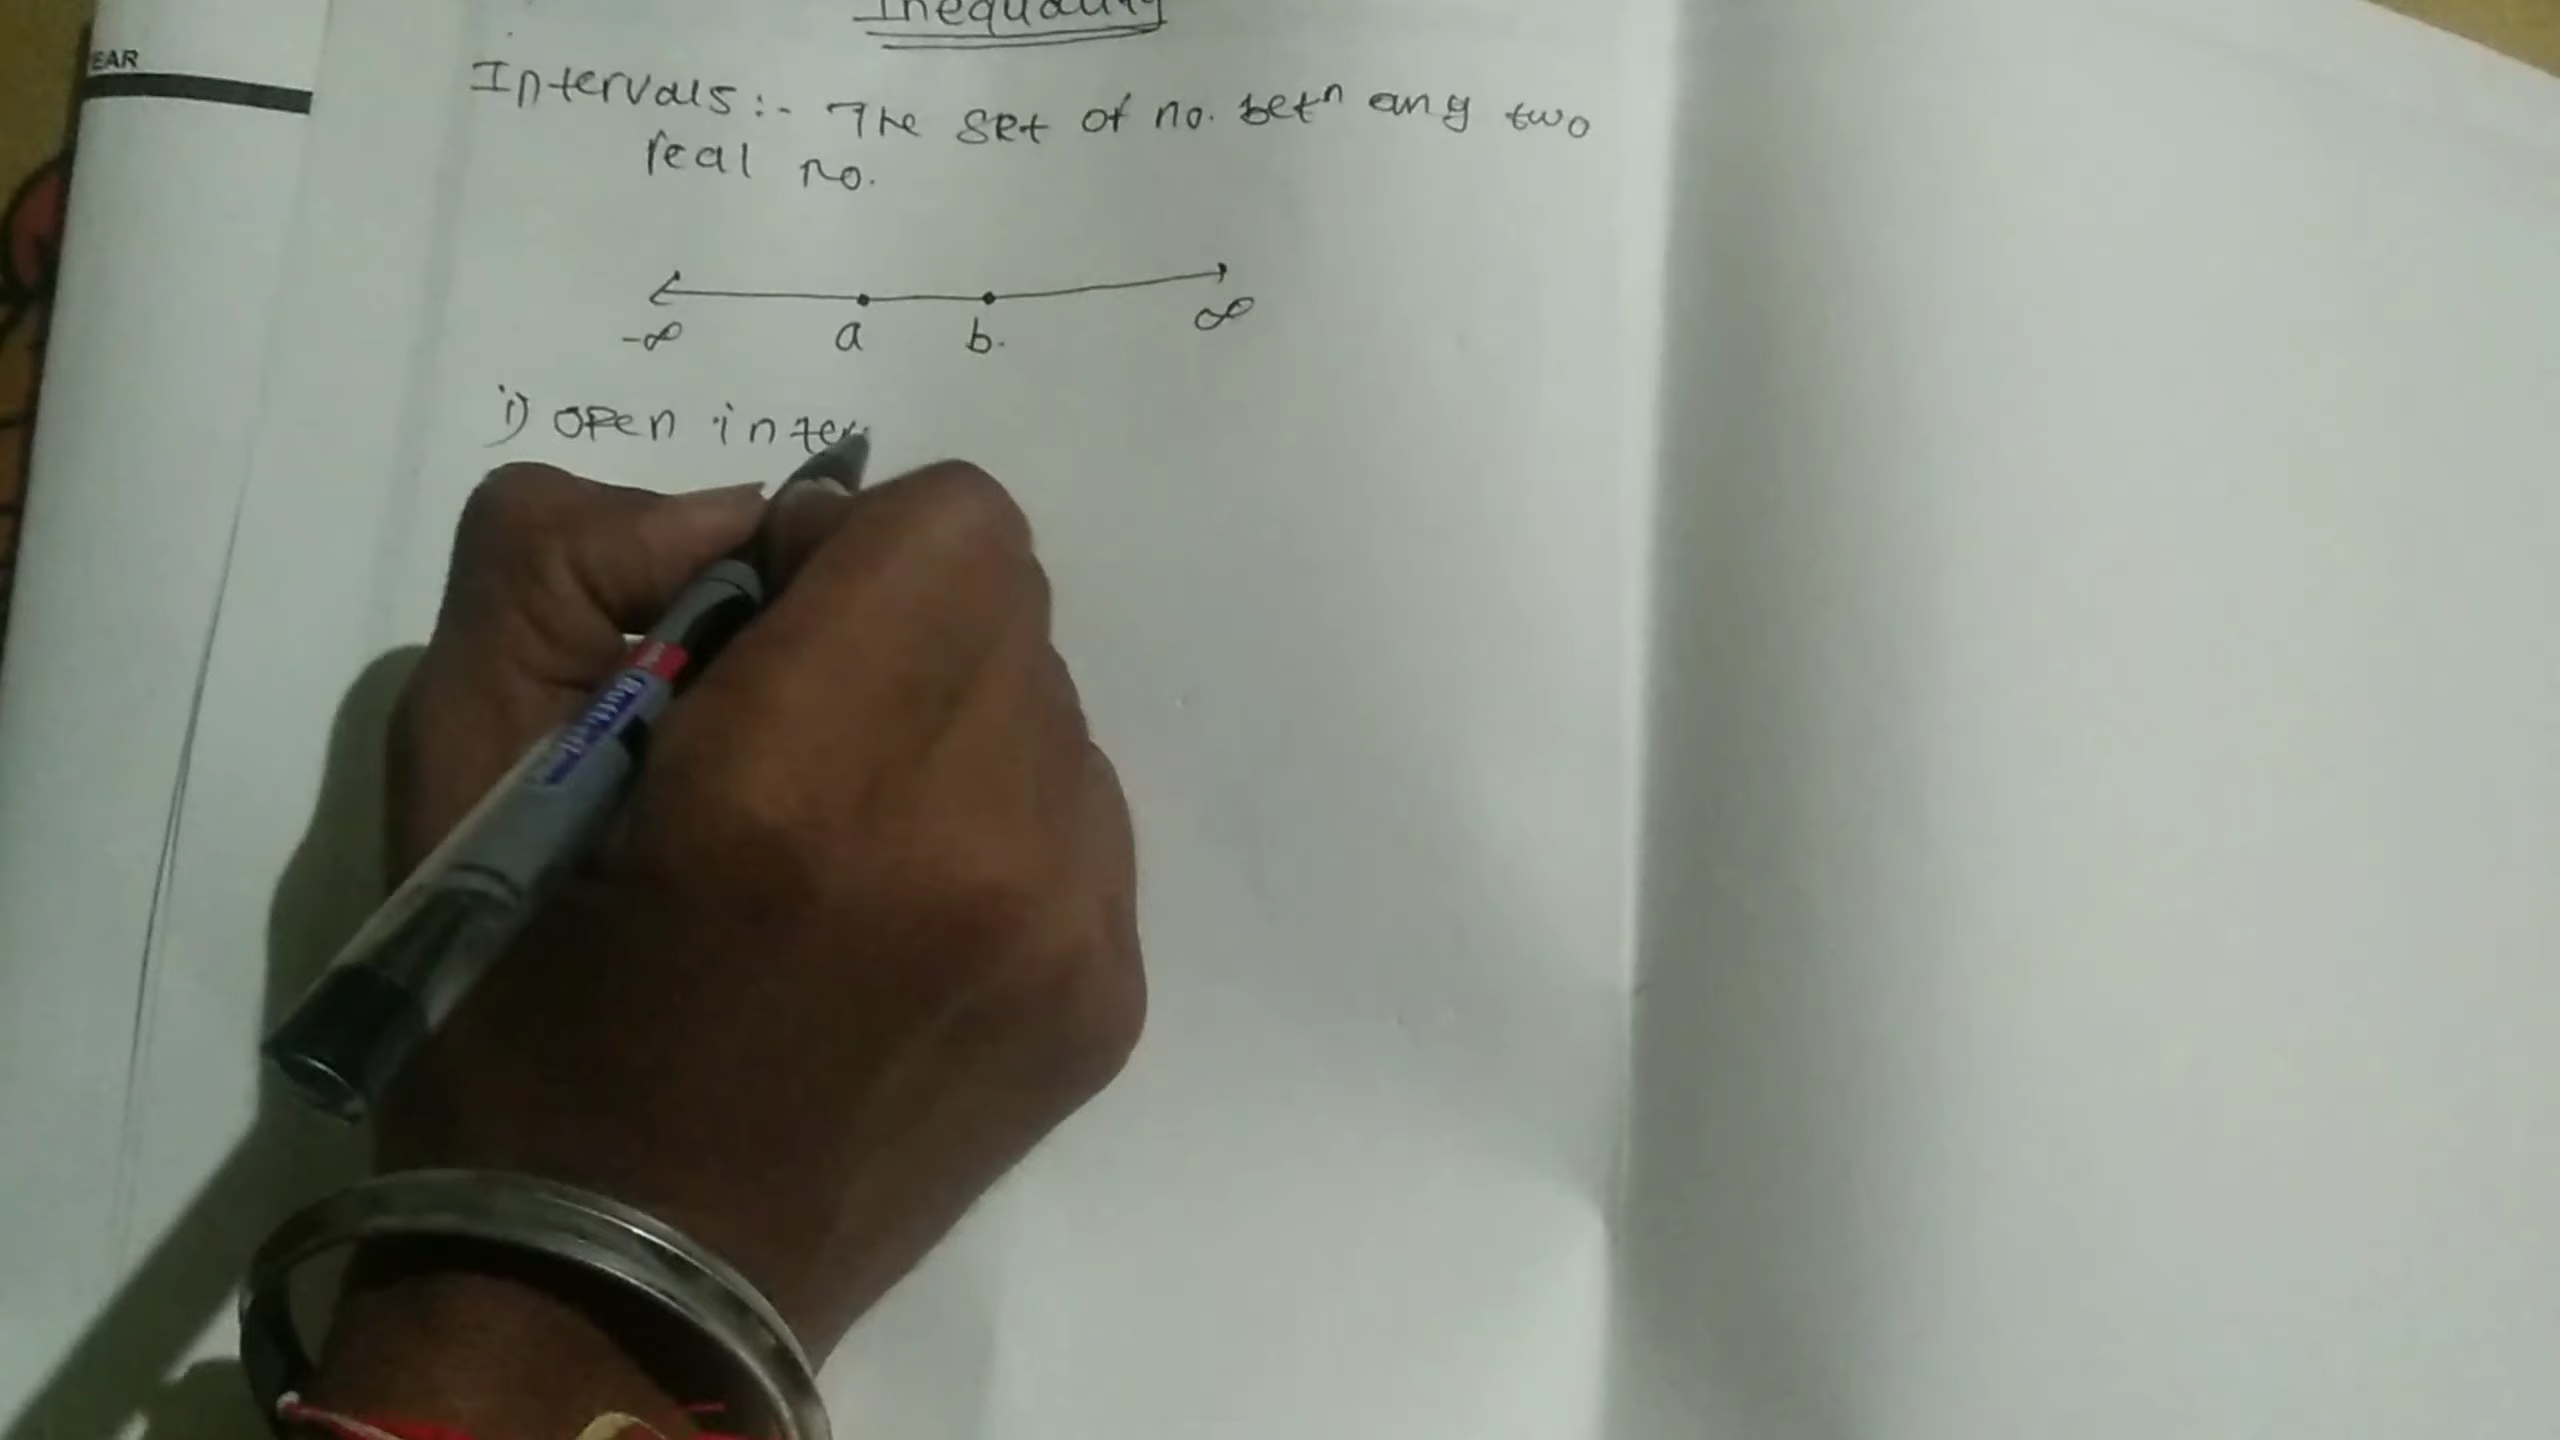 EAR
Inequality
Intervals :- The set of no. betⁿ any two
real no.
-∞ a b. ∞
i) open inter